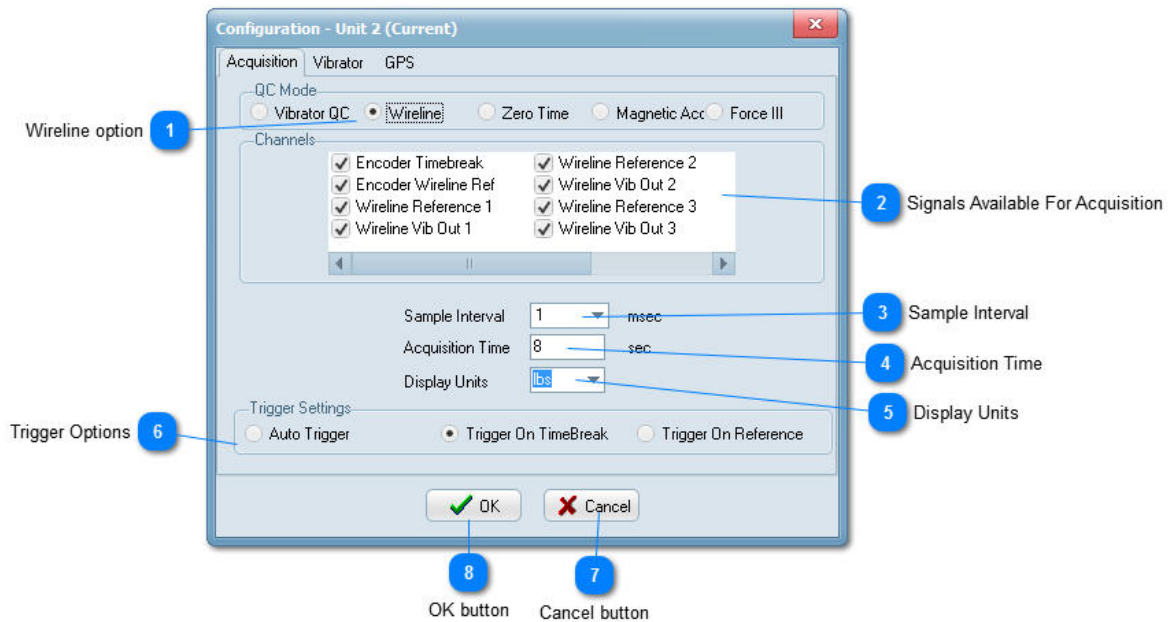 Configuration - Unit 2 (Current)
Acquisition Vibrator GPS
QC Mode
Vibrator QC Wireline Zero Time Magnetic Acc Force III
Wireline option 1
Channels
Encoder Timebreak Wireline Reference 2
Encoder Wireline Ref Wireline Vib Out 2
Wireline Reference 1 Wireline Reference 3
Wireline Vib Out 1 Wireline Vib Out 3
2 Signals Available For Acquisition
Sample Interval 1 msec 3 Sample Interval
Acquisition Time 8 sec 4 Acquisition Time
Display Units lbs 5 Display Units
Trigger Settings
Trigger Options 6 Auto Trigger Trigger On TimeBreak Trigger On Reference
OK Cancel
8 7
OK button Cancel button